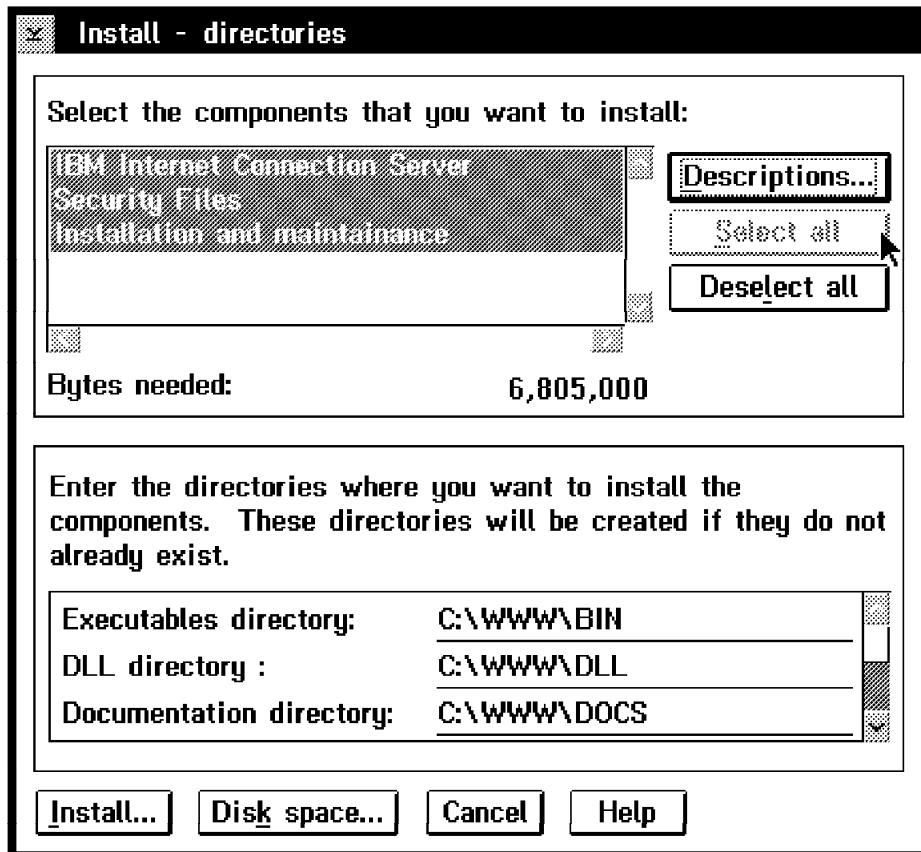 Install - directories
Select the components that you want to install:
IBM Internet Connection Server
Security Files
Installation and maintainance
Descriptions...
Select all
Deselect all
Bytes needed: 6,805,000
Enter the directories where you want to install the
components. These directories will be created if they do not
already exist.
Executables directory: C:\WWW\BIN
DLL directory : C:\WWW\DLL
Documentation directory: C:\WWW\DOCS
Install... Disk space... Cancel Help